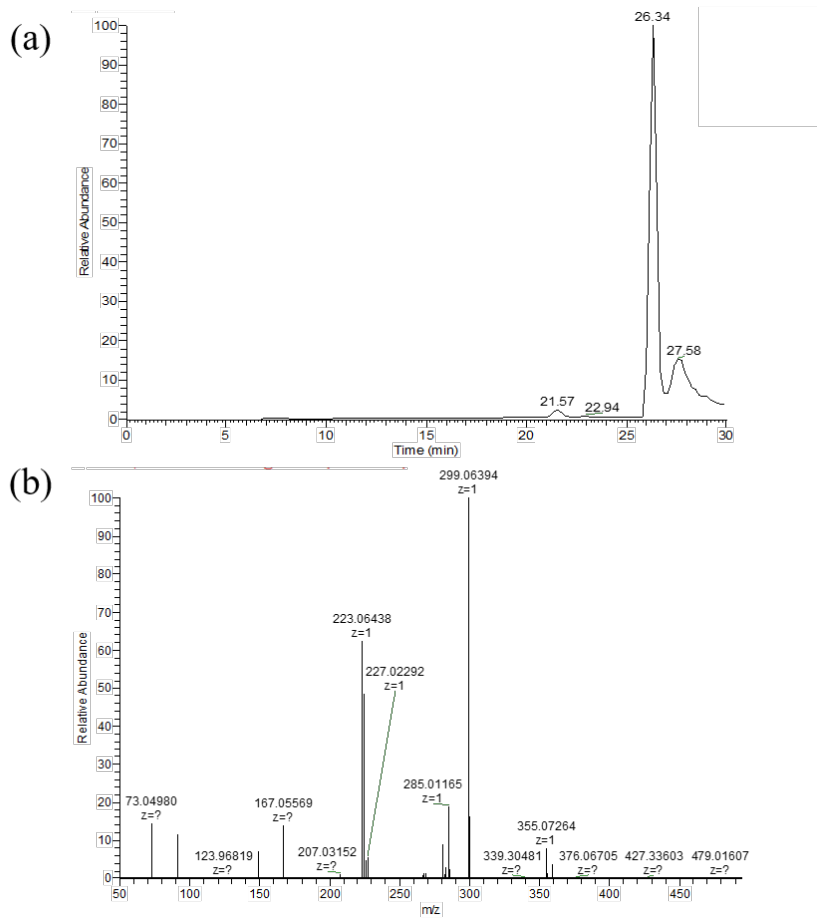 (a)
26.34
100
90
80
70
60
50
40
30
20
10
0
Relative Abundance
27.58
21.57
22.94
0 5 10 15 20 25 30
Time (min)
(b)
299.06394
z=1
100
90
80
70
60
50
40
30
20
10
0
Relative Abundance
223.06438
z=1
227.02292
z=1
285.01165
z=1
73.04980
z=?
167.05569
z=?
123.96819
z=?
207.03152
z=?
355.07264
z=1
339.30481
z=?
376.06705
z=?
427.33603
z=?
479.01607
z=?
50 100 150 200 250 300 350 400 450
m/z